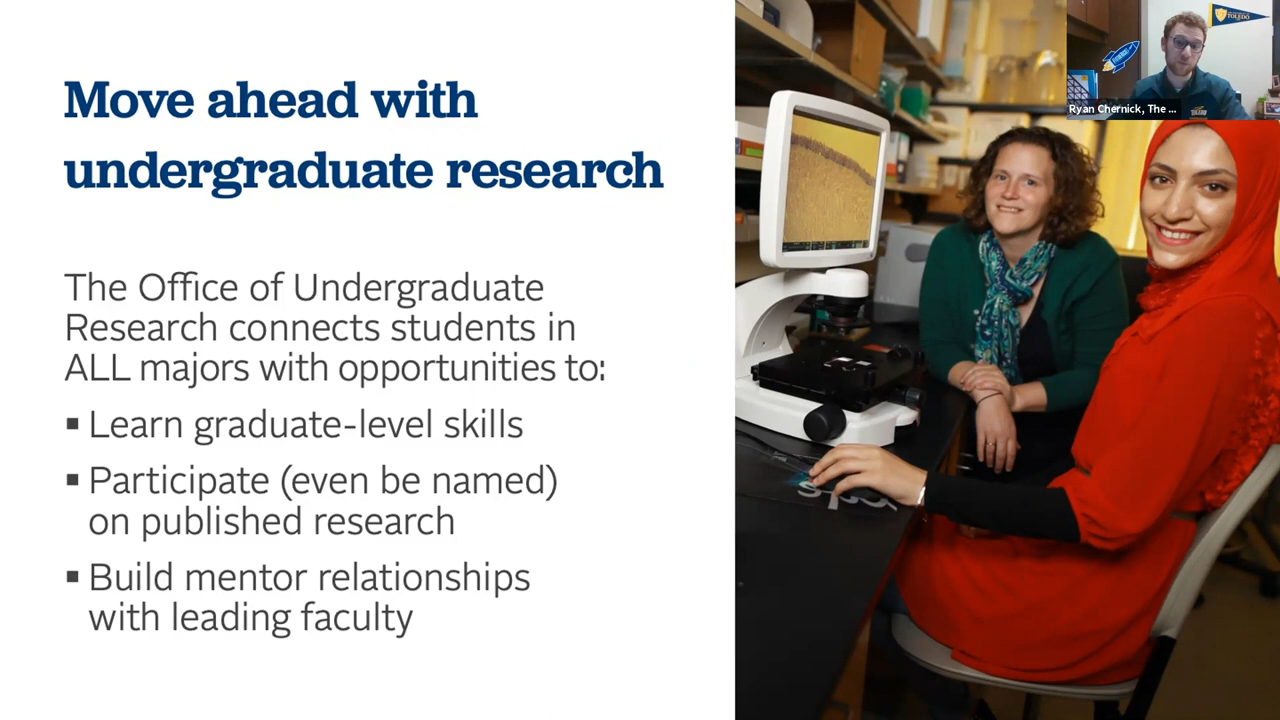 Move ahead with
undergraduate research
The Office of Undergraduate
Research connects students in
ALL majors with opportunities to:
▪ Learn graduate-level skills
▪ Participate (even be named)
on published research
▪ Build mentor relationships
with leading faculty
TOLEDO
Ryan Chernick, The ...